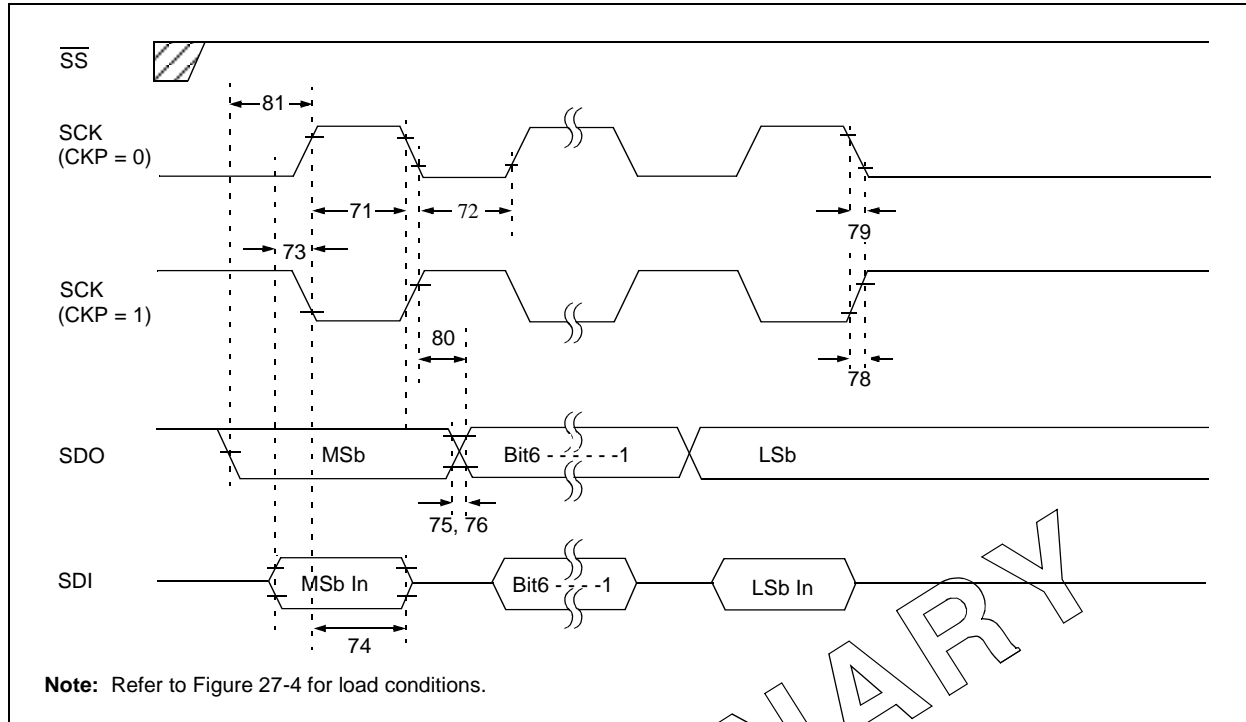 SS
81
SCK
(CKP = 0)
71
72
73
79
SCK
(CKP = 1)
80
78
SDO
MSb
Bit6 - - - - - -1
LSb
75, 76
SDI
MSb In
Bit6 - - - -1
LSb In
74
NARY
Note: Refer to Figure 27-4 for load conditions.